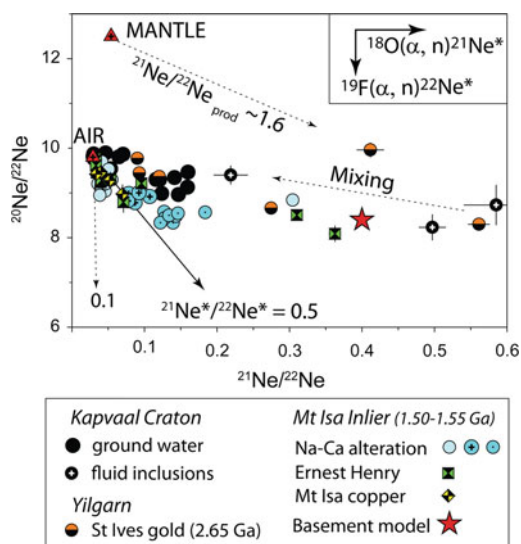 12
10
8
6
²⁰Ne/²²Ne
MANTLE
¹⁸O(α, n)²¹Ne*
¹⁹F(α, n)²²Ne*
²¹Ne/²²Ne prod ~1.6
AIR
Mixing
0.1
²¹Ne*/²²Ne* = 0.5
0.1 0.2 0.3 0.4 0.5 0.6
²¹Ne/²²Ne
Kapvaal Craton
ground water
fluid inclusions
Yilgarn
St Ives gold (2.65 Ga)
Mt Isa Inlier (1.50-1.55 Ga)
Na-Ca alteration
Ernest Henry
Mt Isa copper
Basement model